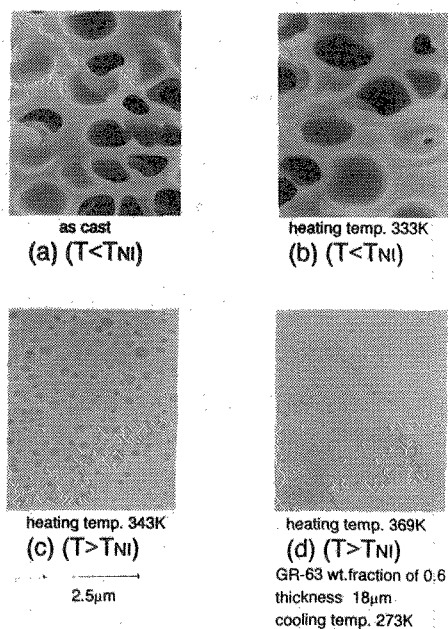 as cast
(a) (T<TNI)
heating temp. 333K
(b) (T<TNI)
heating temp. 343K
(c) (T>TNI)
2.5μm
heating temp. 369K
(d) (T>TNI)
GR-63 wt.fraction of 0.6
thickness 18μm
cooling temp. 273K